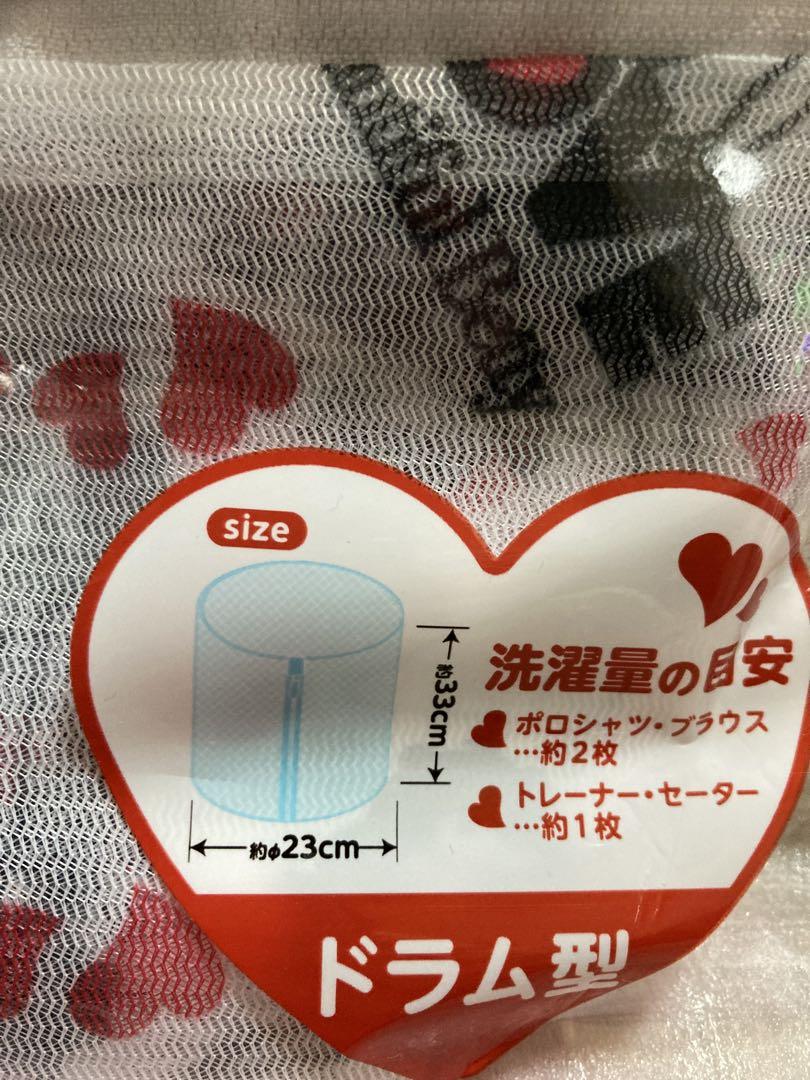 size
約33cm
約φ23cm
洗濯量の目安
ポロシャツ・ブラウス
…約2枚
トレーナー・セーター
…約1枚
ドラム型